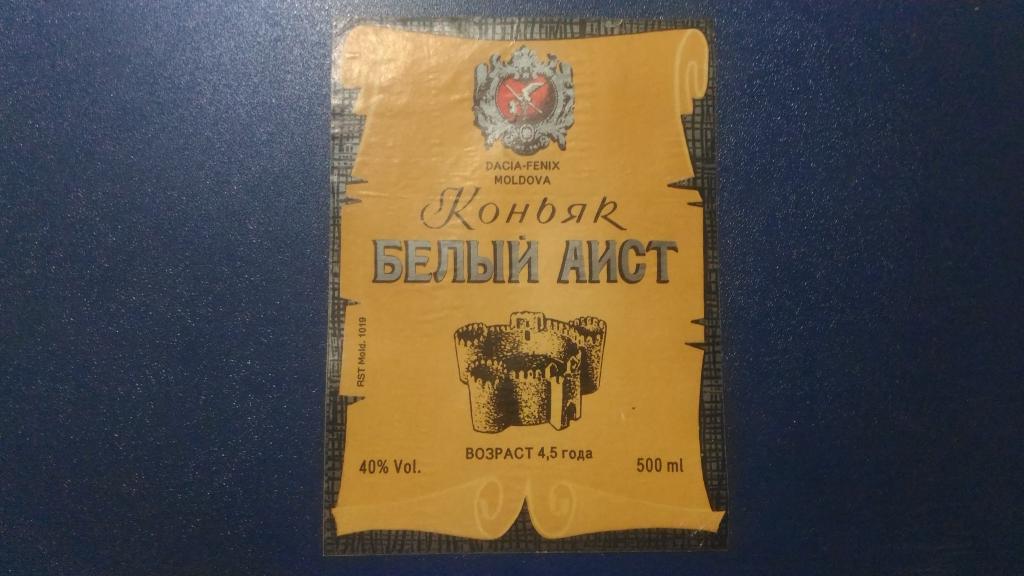 DACIA-FENIX
MOLDOVA
Коньяк
БЕЛЫЙ АИСТ
RST Mold. 1019
ВОЗРАСТ 4,5 года
40% Vol.
500 ml